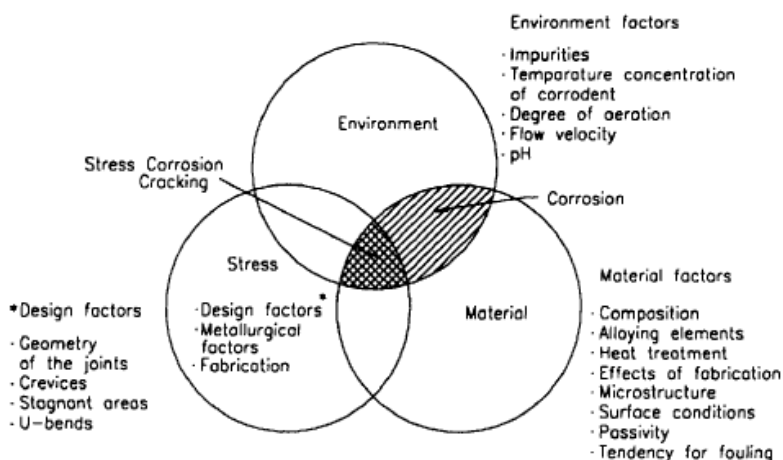 Environment factors
· Impurities
· Temparature concentration
of corrodent
· Degree of aeration
· Flow velocity
· pH
Environment
Stress Corrosion
Cracking
Corrosion
Stress
· Design factors*
· Metallurgical
factors
· Fabrication
Material
*Design factors
· Geometry
of the joints
· Crevices
· Stagnant areas
· U-bends
Material factors
· Composition
· Alloying elements
· Heat treatment
· Effects of fabrication
· Microstructure
· Surface conditions
· Passivity
· Tendency for fouling